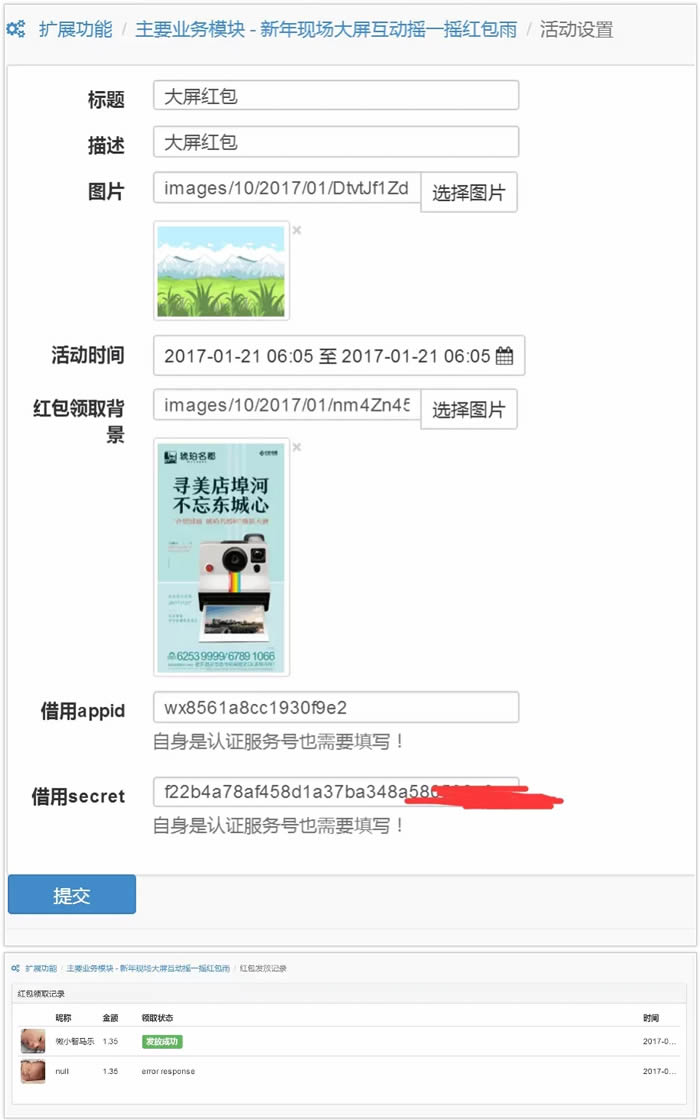 扩展功能 / 主要业务模块 - 新年现场大屏互动摇一摇红包雨 / 活动设置
标题 大屏红包
描述 大屏红包
图片 images/10/2017/01/DtvtJf1Zd 选择图片
×
活动时间 2017-01-21 06:05 至 2017-01-21 06:05
红包领取背景 images/10/2017/01/nm4Zn45 选择图片
×
琥珀名郡
寻美店埠河
不忘东城心
6253 9999/6789 1066
借用appid wx8561a8cc1930f9e2
自身是认证服务号也需要填写！
借用secret
自身是认证服务号也需要填写！
提交
扩展功能 / 主要业务模块 - 新年现场大屏互动摇一摇红包雨 / 红包发放记录
红包领取记录
昵称 金额 领取状态 时间
微小智马乐 1.35 发放成功 2017-0...
null 1.35 error response 2017-0...